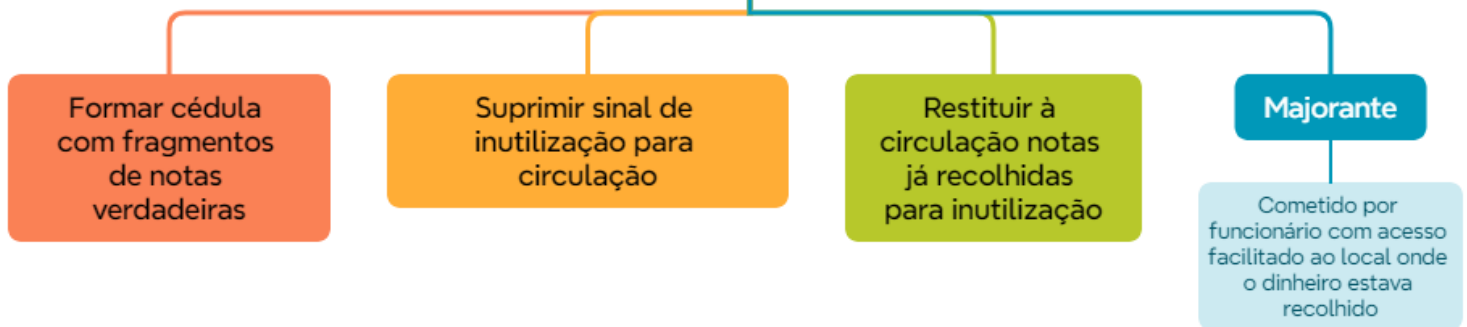 Formar cédula
com fragmentos
de notas
verdadeiras
Suprimir sinal de
inutilização para
circulação
Restituir à
circulação notas
já recolhidas
para inutilização
Majorante
Cometido por
funcionário com acesso
facilitado ao local onde
o dinheiro estava
recolhido